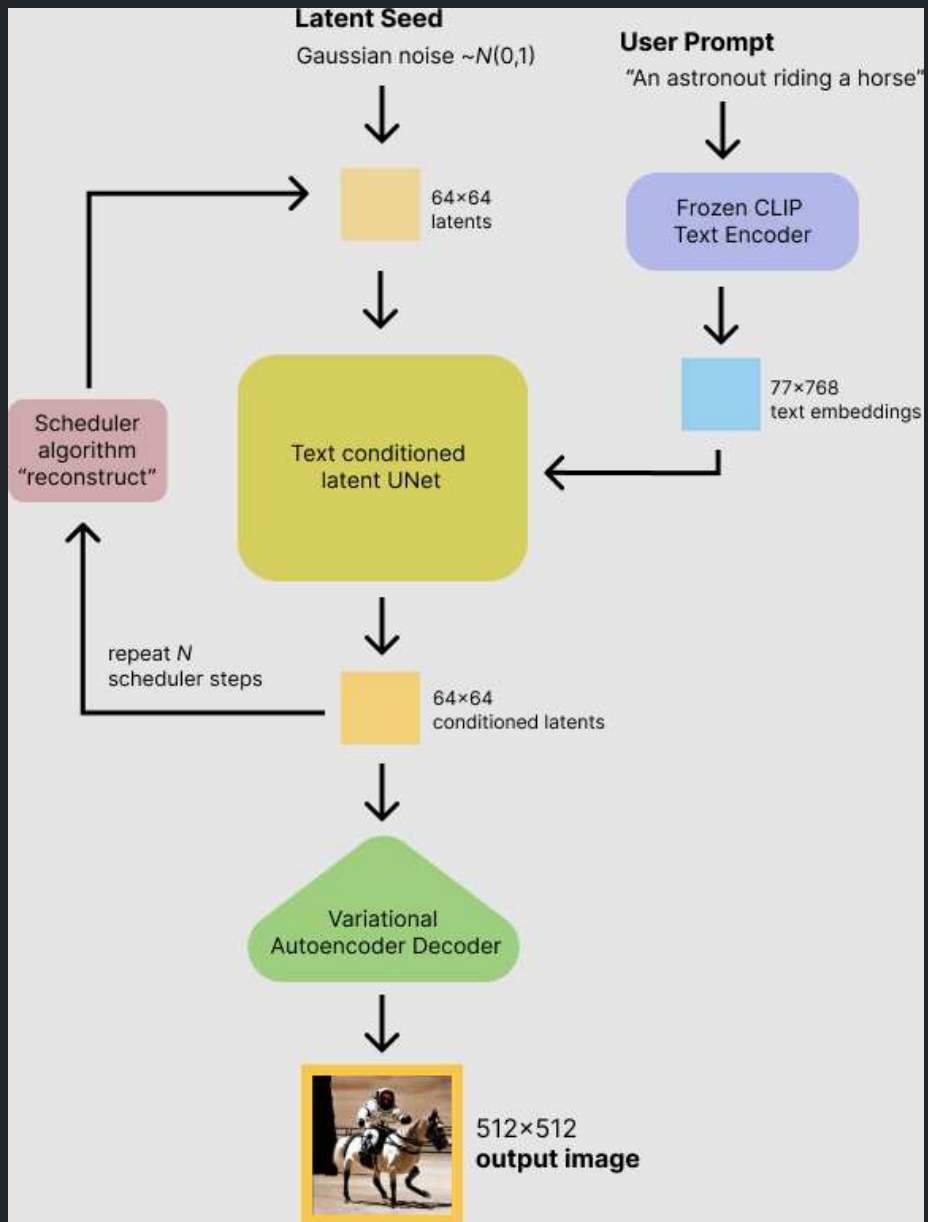 Latent Seed
Gaussian noise ~N(0,1)
User Prompt
“An astronout riding a horse”
64×64
latents
Frozen CLIP
Text Encoder
77×768
text embeddings
Scheduler
algorithm
“reconstruct”
Text conditioned
latent UNet
repeat N
scheduler steps
64×64
conditioned latents
Variational
Autoencoder Decoder
512×512
output image